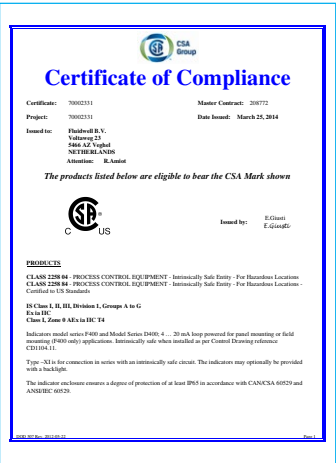 CSA
Group
Certificate of Compliance
Certificate: 70002331 Master Contract: 208772
Project: 70002331 Date Issued: March 25, 2014
Issued to: Fluidwell B.V.
Voltaweg 23
5466 AZ Veghel
NETHERLANDS
Attention: R.Amiot
The products listed below are eligible to bear the CSA Mark shown
Issued by: E.Giusti
E.Giusti
C US
PRODUCTS
CLASS 2258 04 - PROCESS CONTROL EQUIPMENT - Intrinsically Safe Entity - For Hazardous Locations
CLASS 2258 84 - PROCESS CONTROL EQUIPMENT - Intrinsically Safe Entity - For Hazardous Locations -
Certified to US Standards
IS Class I, II, III, Division 1, Groups A to G
Ex ia IIC
Class I, Zone 0 AEx ia IIC T4
Indicators model series F400 and Model Series D400; 4 … 20 mA loop powered for panel mounting or field
mounting (F400 only) applications. Intrinsically safe when installed as per Control Drawing reference
CD1104.11.
Type –XI is for connection in series with an intrinsically safe circuit. The indicators may optionally be provided
with a backlight.
The indicator enclosure ensures a degree of protection of at least IP65 in accordance with CAN/CSA 60529 and
ANSI/IEC 60529.
DQD 507 Rev. 2012-05-22 Page 1